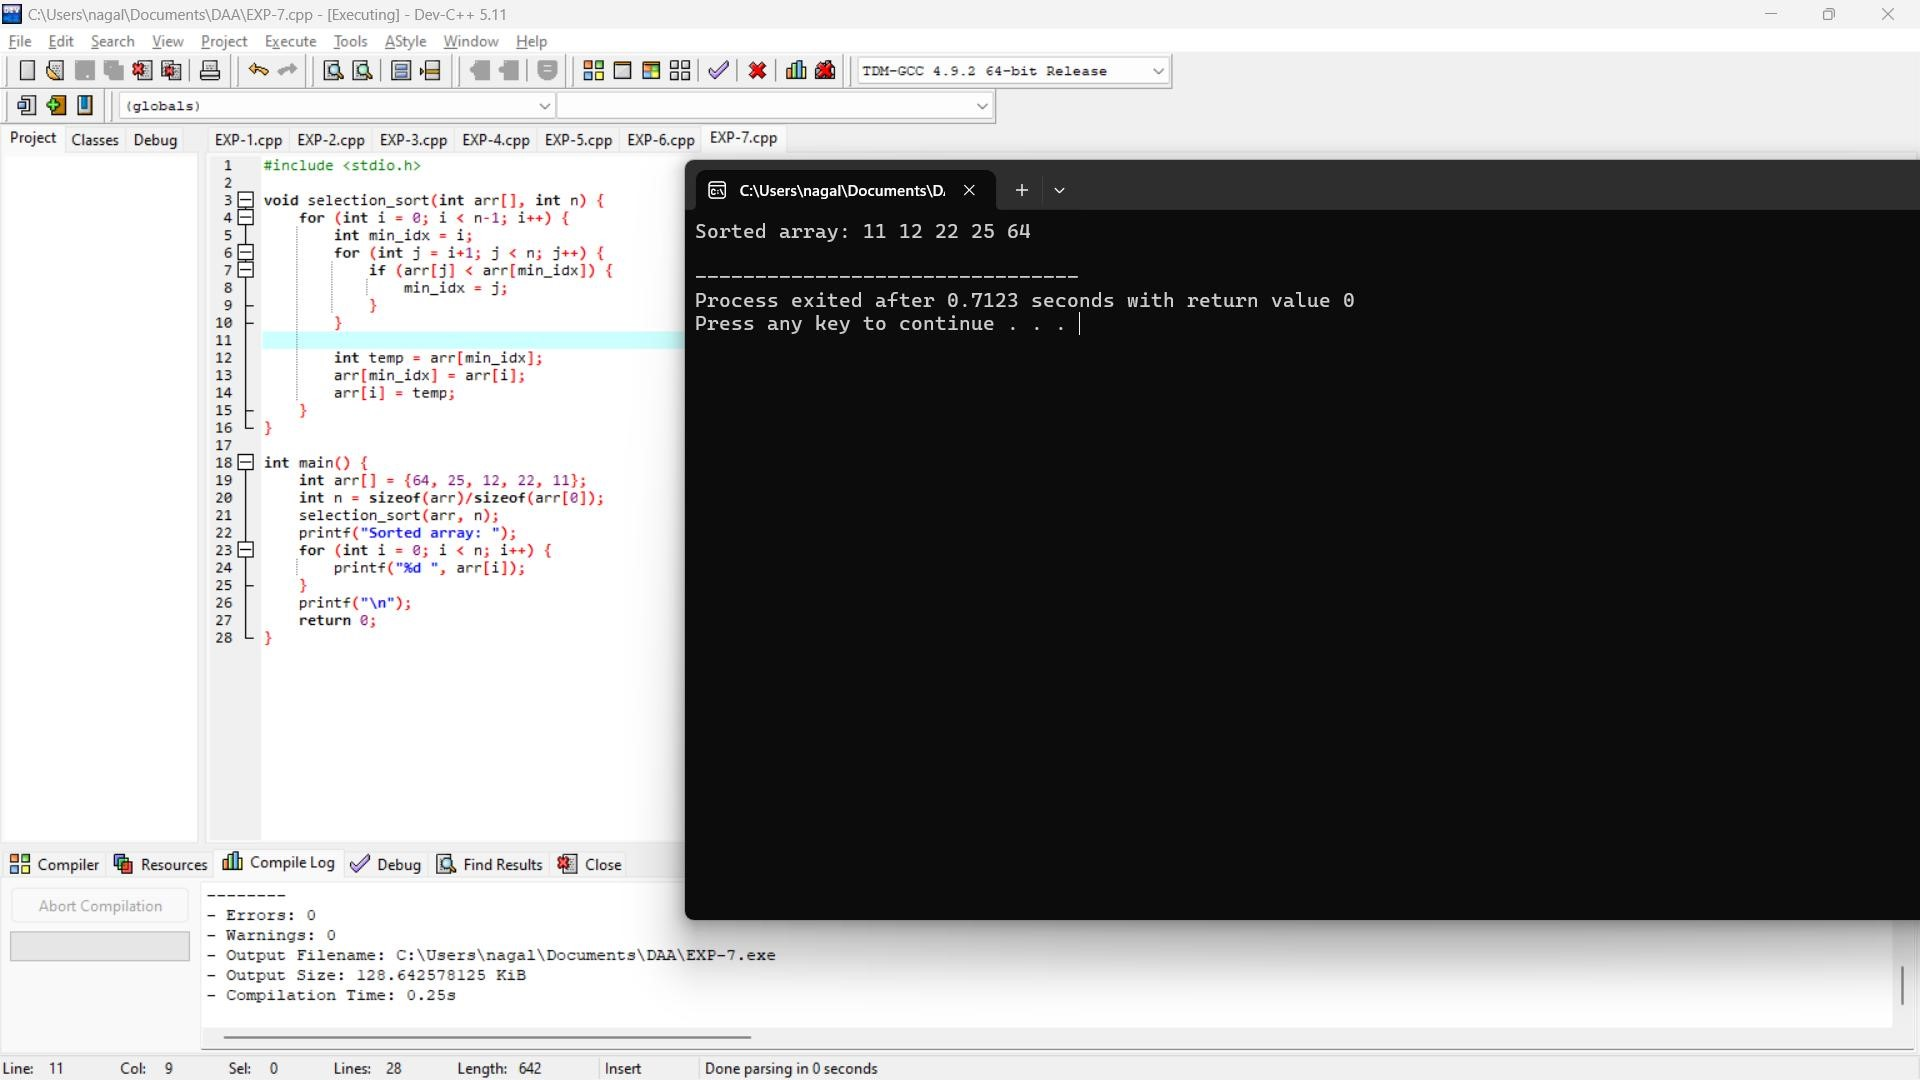 C:\Users\nagal\Documents\DAA\EXP-7.cpp - [Executing] - Dev-C++ 5.11
File Edit Search View Project Execute Tools AStyle Window Help
TDM-GCC 4.9.2 64-bit Release
(globals)
Project Classes Debug
EXP-1.cpp EXP-2.cpp EXP-3.cpp EXP-4.cpp EXP-5.cpp EXP-6.cpp EXP-7.cpp
1 #include <stdio.h>
2
3 void selection_sort(int arr[], int n) {
4     for (int i = 0; i < n-1; i++) {
5         int min_idx = i;
6         for (int j = i+1; j < n; j++) {
7             if (arr[j] < arr[min_idx]) {
8                 min_idx = j;
9             }
10         }
11
12         int temp = arr[min_idx];
13         arr[min_idx] = arr[i];
14         arr[i] = temp;
15     }
16 }
17
18 int main() {
19     int arr[] = {64, 25, 12, 22, 11};
20     int n = sizeof(arr)/sizeof(arr[0]);
21     selection_sort(arr, n);
22     printf("Sorted array: ");
23     for (int i = 0; i < n; i++) {
24         printf("%d ", arr[i]);
25     }
26     printf("\n");
27     return 0;
28 }
C:\Users\nagal\Documents\D
Sorted array: 11 12 22 25 64
--------------------------------
Process exited after 0.7123 seconds with return value 0
Press any key to continue . . .
Compiler Resources Compile Log Debug Find Results Close
Abort Compilation
--------
- Errors: 0
- Warnings: 0
- Output Filename: C:\Users\nagal\Documents\DAA\EXP-7.exe
- Output Size: 128.642578125 KiB
- Compilation Time: 0.25s
Line: 11 Col: 9 Sel: 0 Lines: 28 Length: 642 Insert Done parsing in 0 seconds